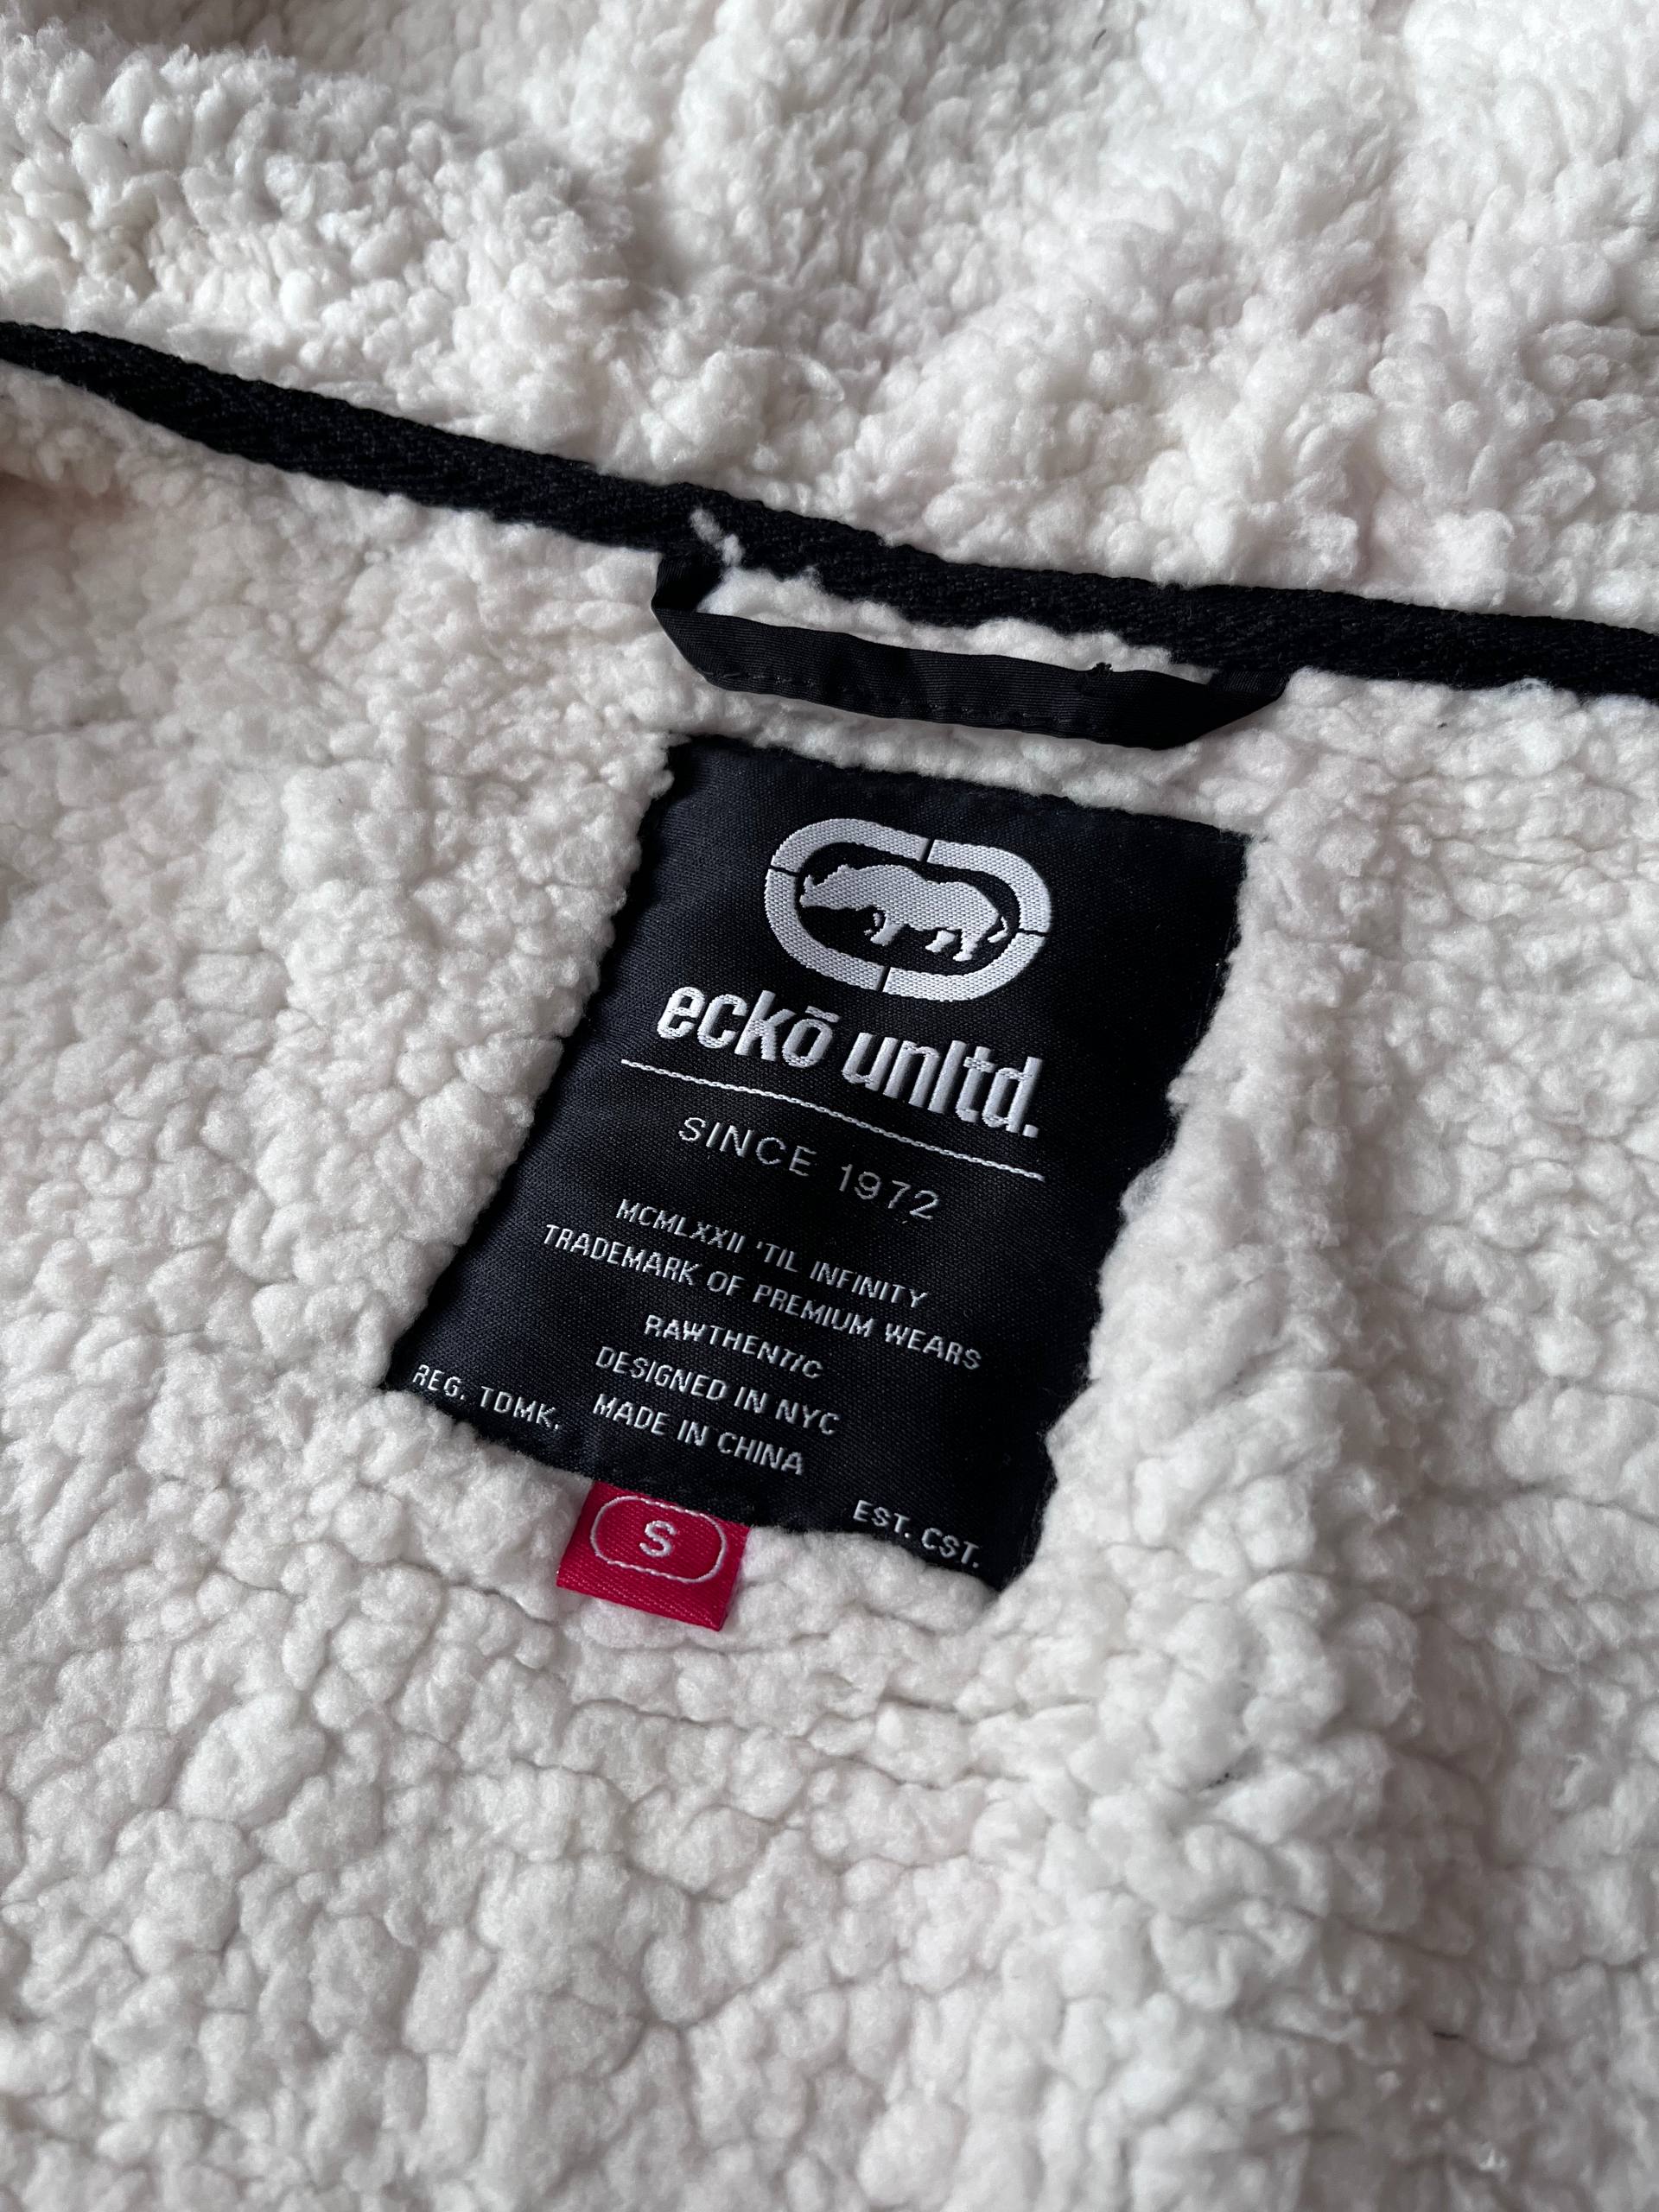 eckō unltd.
SINCE 1972
MCMLXXII 'TIL INFINITY
TRADEMARK OF PREMIUM WEARS
RAWTHENTIC
DESIGNED IN NYC
MADE IN CHINA
REG. TDMK.
EST. CST.
S